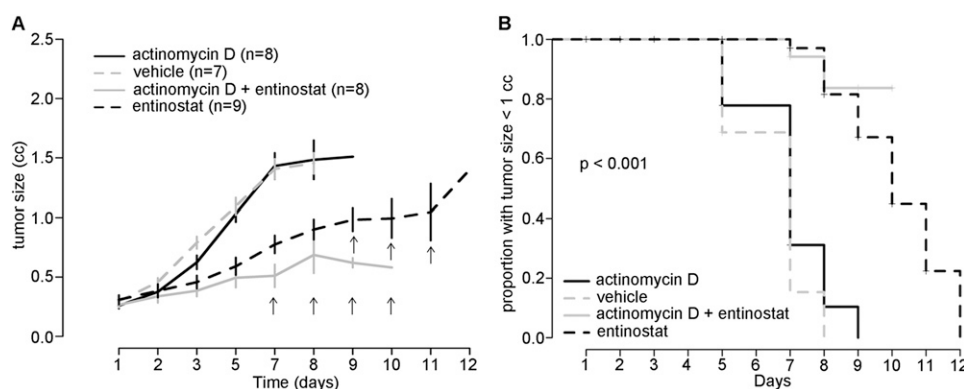 A
2.5
2.0
1.5
1.0
0.5
0.0
tumor size (cc)
actinomycin D (n=8)
vehicle (n=7)
actinomycin D + entinostat (n=8)
entinostat (n=9)
1 2 3 5 7 8 9 10 11 12
Time (days)
B
1.0
0.8
0.6
0.4
0.2
0.0
proportion with tumor size < 1 cc
p < 0.001
actinomycin D
vehicle
actinomycin D + entinostat
entinostat
1 2 3 4 5 7 8 9 10 11 12
Days